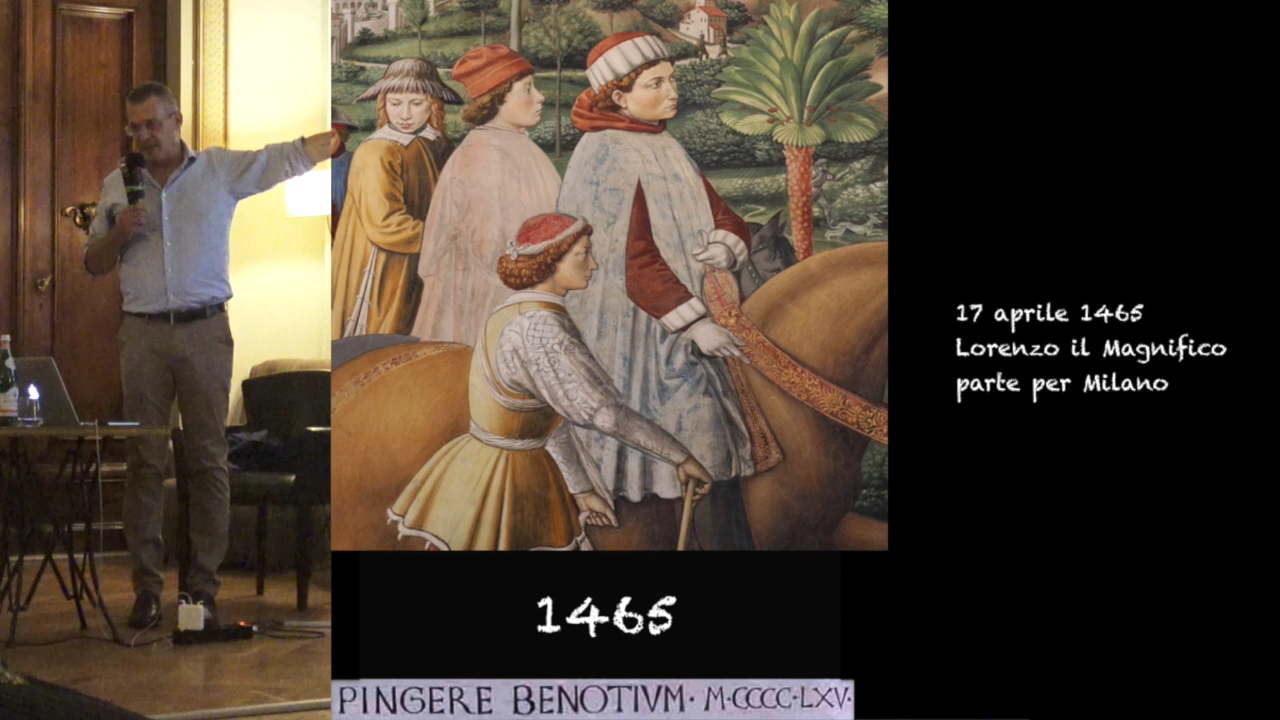 17 aprile 1465
Lorenzo il Magnifico
parte per Milano
1465
PINGERE BENOTIVM· M·CCCC·LXV·